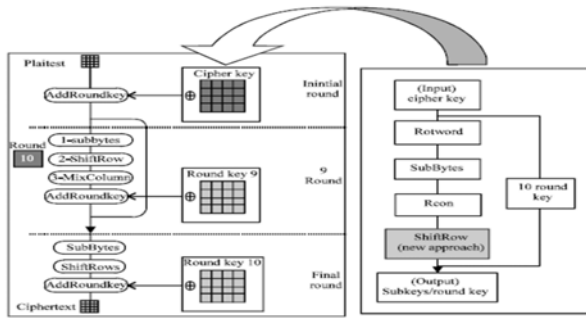 Plaitest
AddRoundkey
Cipher key
Inintial
round
Round
10
1-subbytes
2-ShiftRow
3-MixColumn
AddRoundkey
Round key 9
9
Round
SubBytes
ShiftRows
AddRoundkey
Ciphertext
Round key 10
Final
round
(Input)
cipher key
Rotword
SubBytes
Rcon
ShiftRow
(new approach)
(Output)
Subkeys/round key
10 round
key